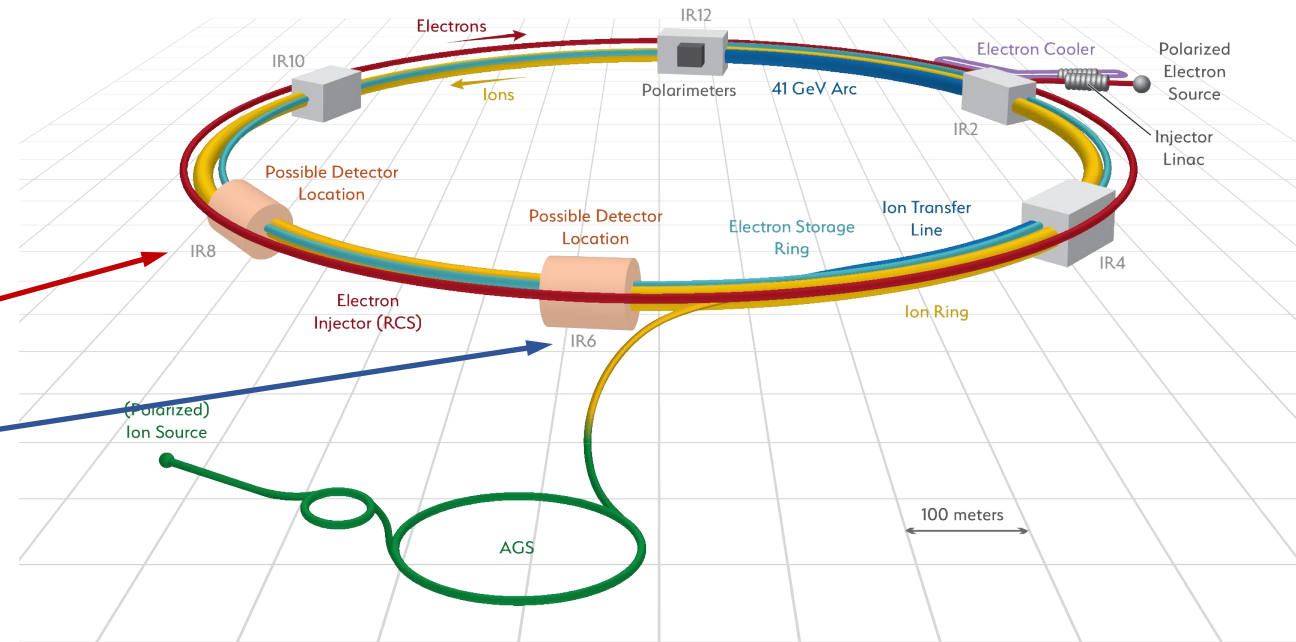 IR12
Electrons
Electron Cooler
Polarized
Electron
Source
IR10
Ions
Polarimeters
41 GeV Arc
IR2
Injector
Linac
Possible Detector
Location
Possible Detector
Location
Ion Transfer
Line
Electron Storage
Ring
IR8
IR4
Electron
Injector (RCS)
Ion Ring
IR6
(Polarized)
Ion Source
100 meters
AGS